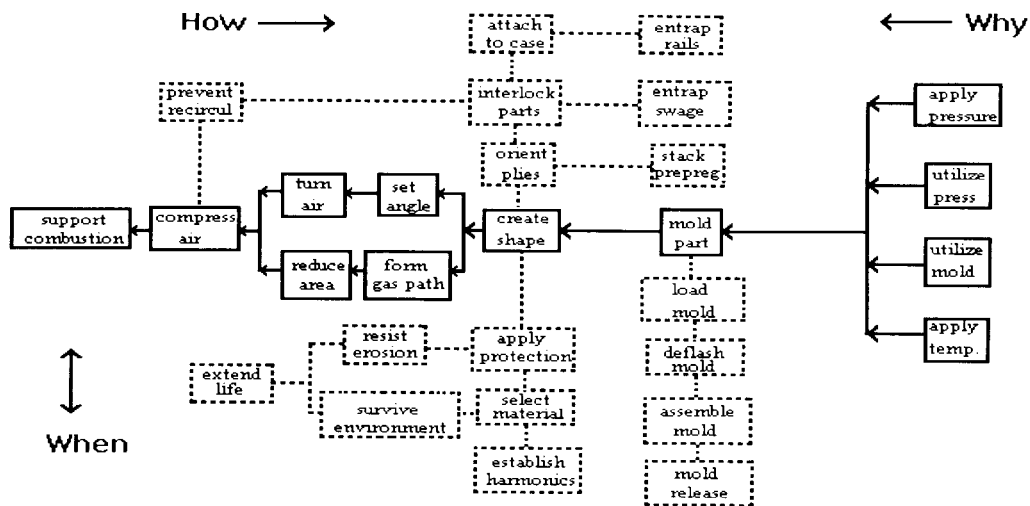 How
Why
attach
to case
entrap
rails
prevent
recircul
interlock
parts
entrap
swage
apply
pressure
orient
plies
stack
prepreg
turn
air
set
angle
utilize
press
support
combustion
compress
air
create
shape
mold
part
reduce
area
form
gas path
utilize
mold
load
mold
resist
erosion
apply
protection
deflash
mold
apply
temp.
extend
life
survive
environment
select
material
assemble
mold
When
establish
harmonics
mold
release